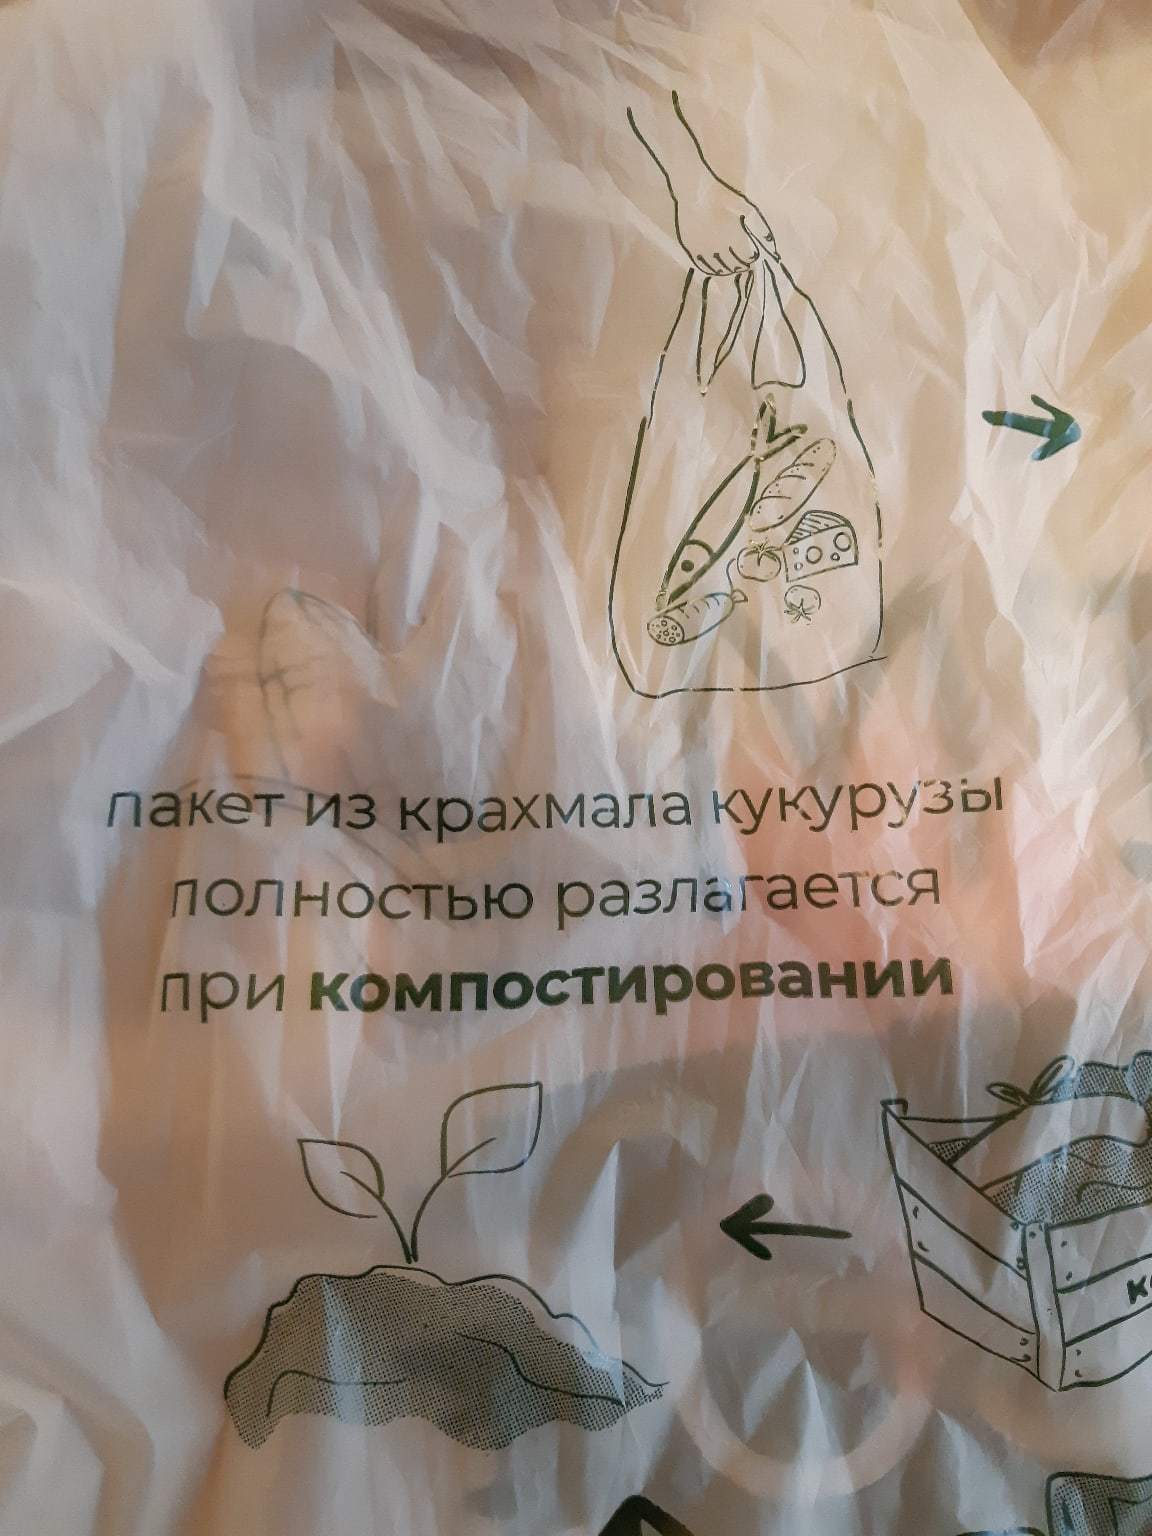 пакет из крахмала кукурузы
полностью разлагается
при компостировании